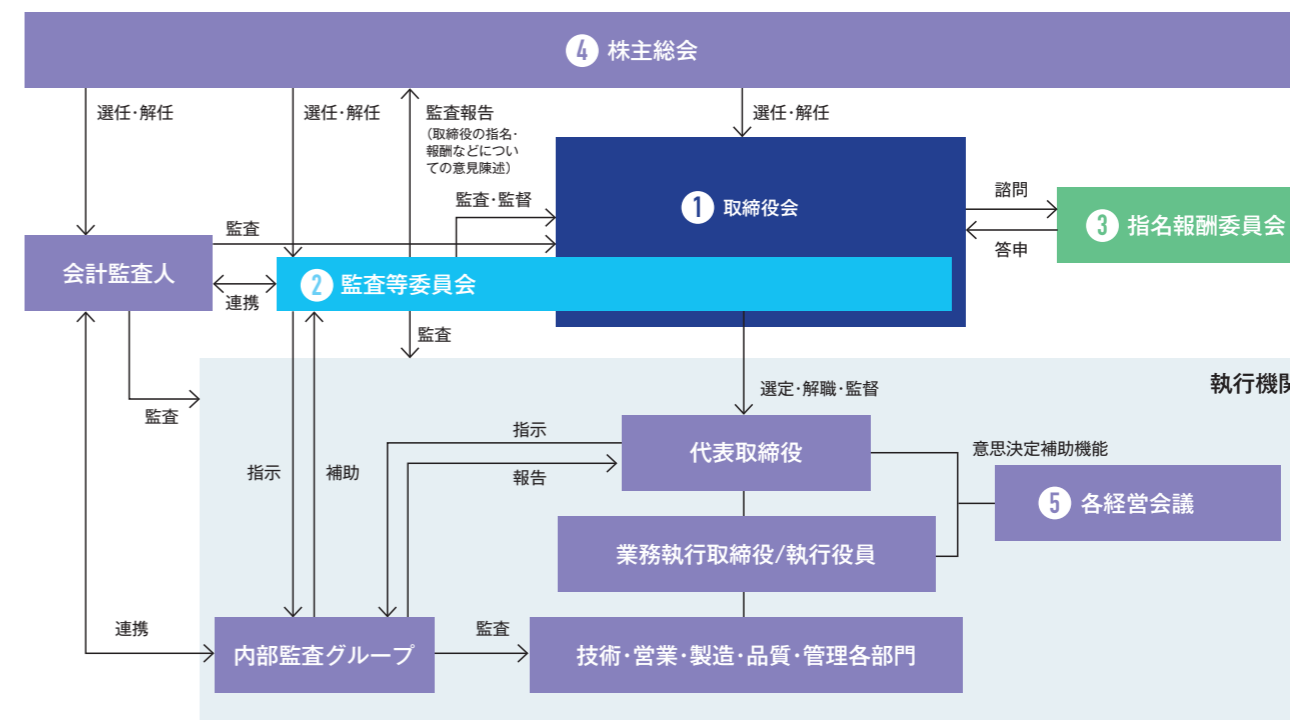 4 株主総会
選任・解任
選任・解任
監査報告
（取締役の指名・
報酬などについ
ての意見陳述）
選任・解任
監査・監督
1 取締役会
諮問
答申
3 指名報酬委員会
監査
会計監査人
連携
2 監査等委員会
監査
監査
執行機関
選定・解職・監督
指示
報告
代表取締役
意思決定補助機能
5 各経営会議
指示
補助
業務執行取締役/執行役員
連携
内部監査グループ
監査
技術・営業・製造・品質・管理各部門